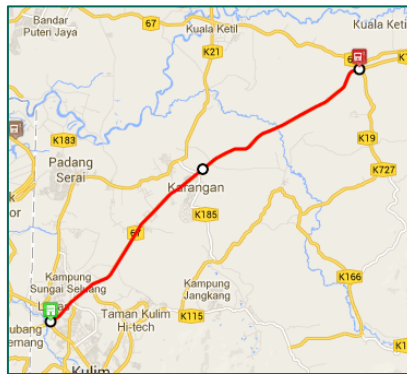 Bandar
Puteri Jaya
67
Kuala Ketil
Kuala
Ketil
K21
K183
K19
Padang
Serai
K727
Karangan
K185
67
Kampung
Sungai Seluang
K166
Kampung
Jangkang
Taman Kulim
Hi-tech
K115
Kulim